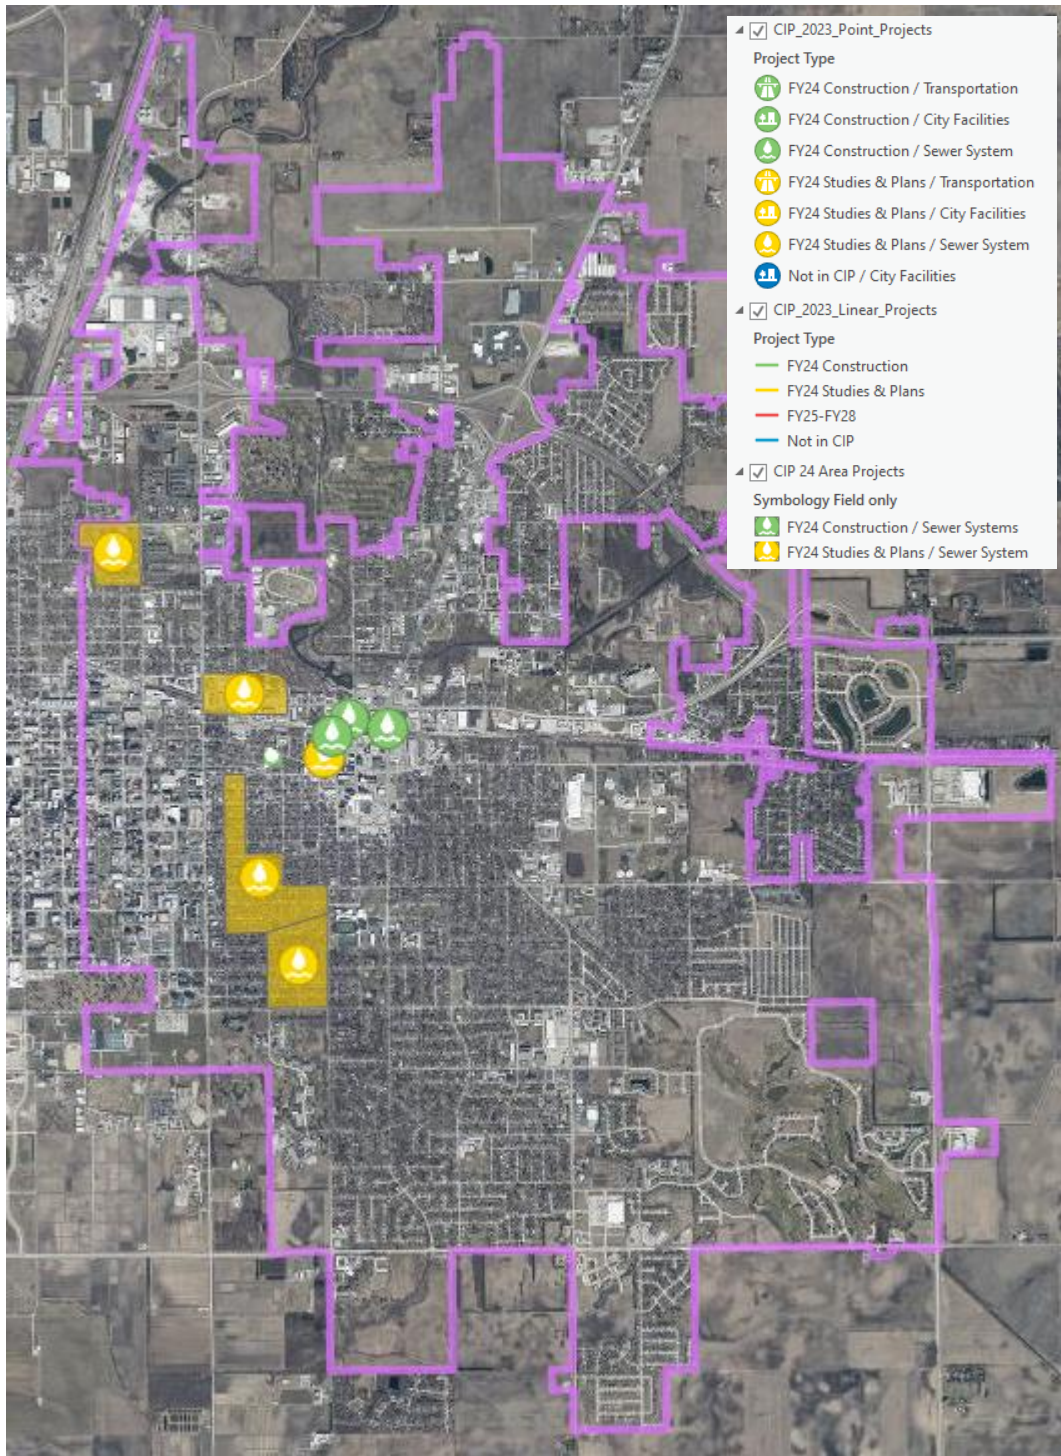 CIP_2023_Point_Projects
Project Type
FY24 Construction / Transportation
FY24 Construction / City Facilities
FY24 Construction / Sewer System
FY24 Studies & Plans / Transportation
FY24 Studies & Plans / City Facilities
FY24 Studies & Plans / Sewer System
Not in CIP / City Facilities
CIP_2023_Linear_Projects
Project Type
FY24 Construction
FY24 Studies & Plans
FY25-FY28
Not in CIP
CIP 24 Area Projects
Symbology Field only
FY24 Construction / Sewer Systems
FY24 Studies & Plans / Sewer System